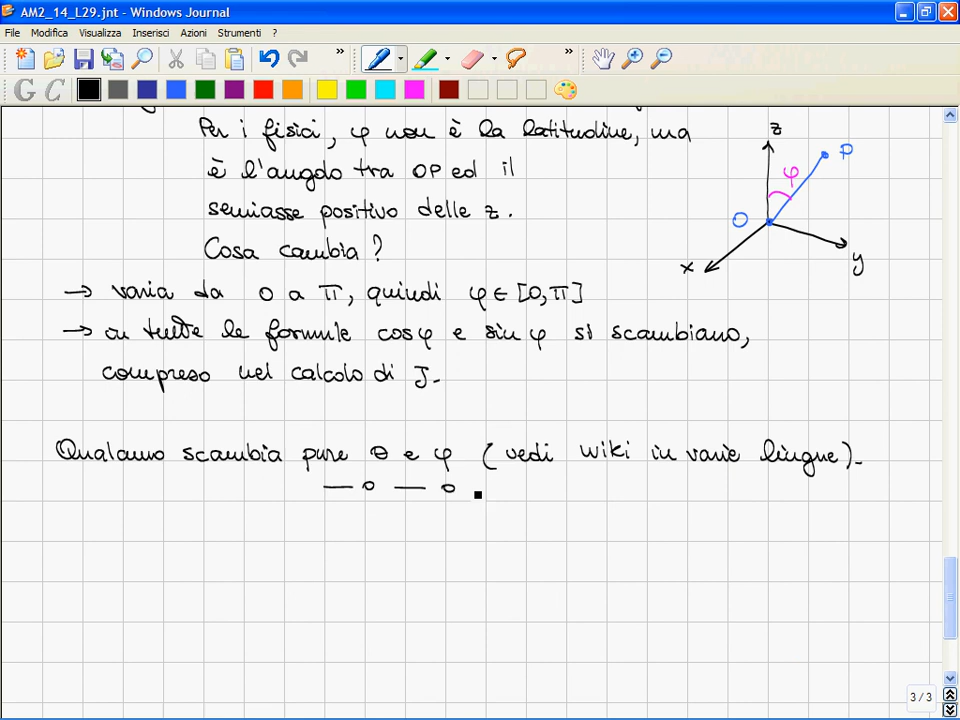 AM2_14_L29.jnt - Windows Journal
File Modifica Visualizza Inserisci Azioni Strumenti ?
Per i fisici, φ non è la latitudine, ma
è l'angolo tra OP ed il
semiasse positivo delle z.
Cosa cambia?
→ varia da 0 a π, quindi φ ∈ [0,π]
→ in tutte le formule cos φ e sin φ si scambiano,
compreso nel calcolo di J.
Qualcuno scambia pure θ e φ (vedi wiki in varie lingue).
— o — o
z
P
φ
O
x
y
3 / 3